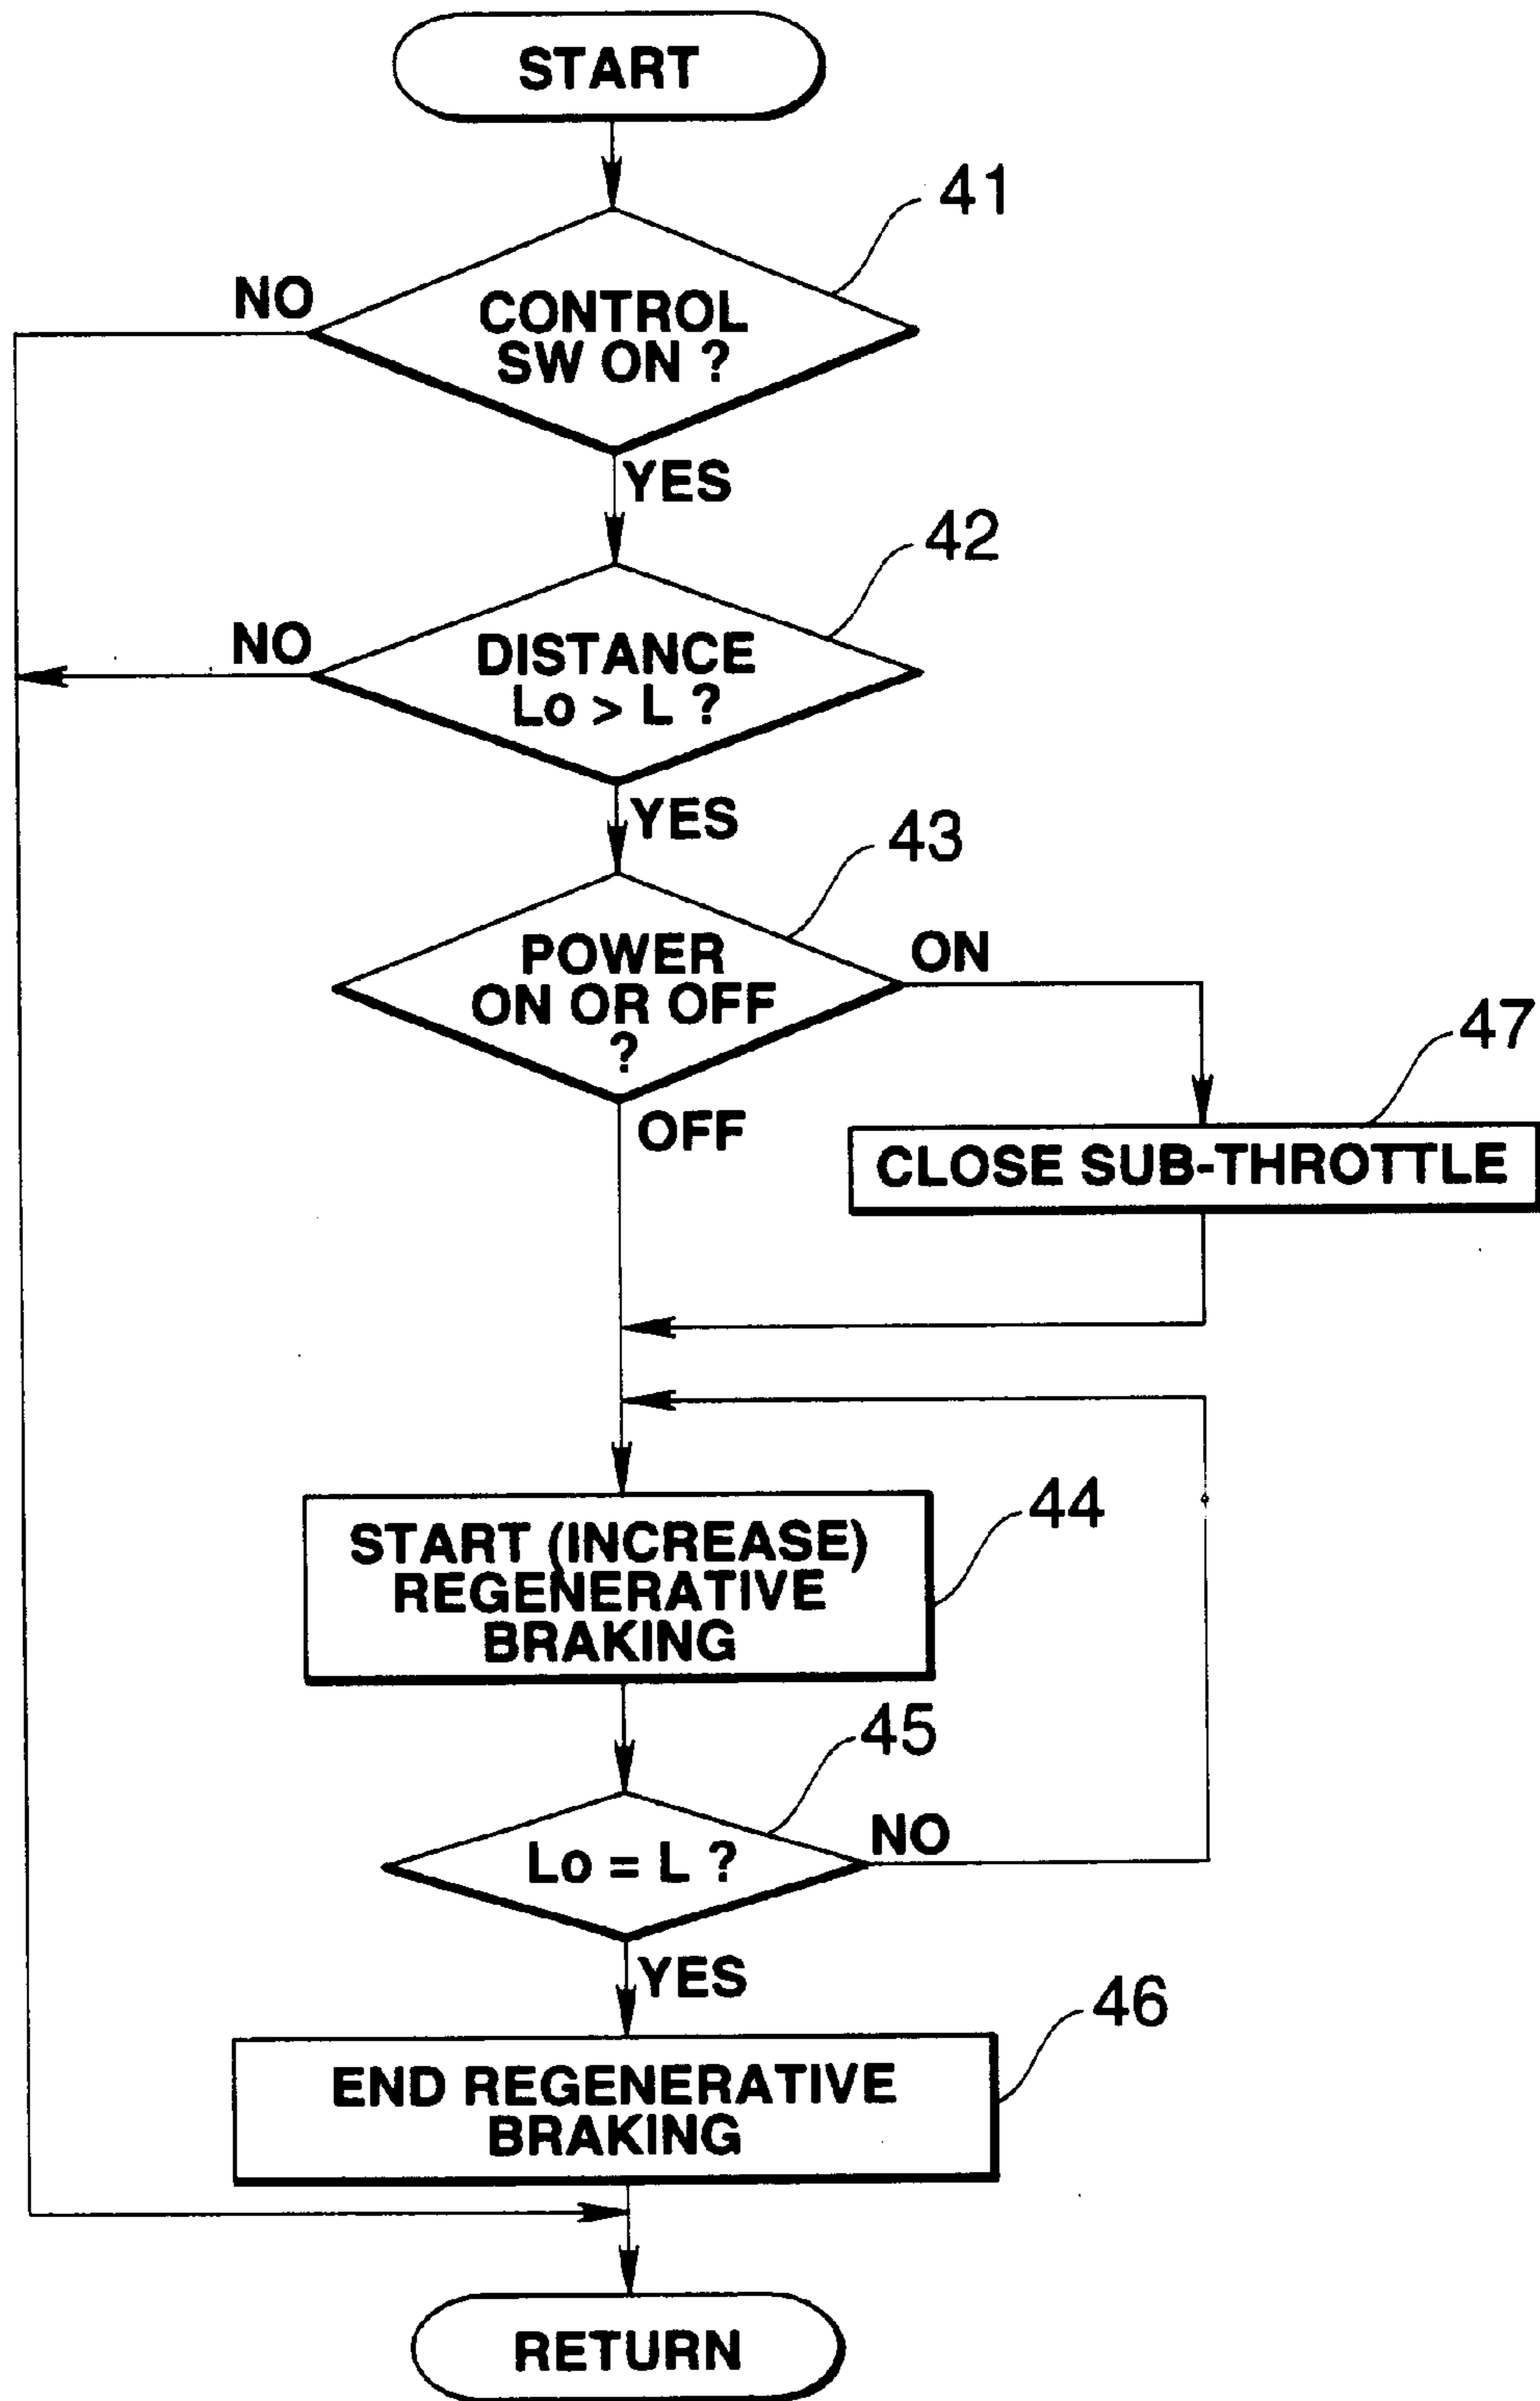 START
41
NO
CONTROL
SW ON ?
YES
42
NO
DISTANCE
Lo > L ?
YES
43
POWER
ON OR OFF
?
ON
47
OFF
CLOSE SUB-THROTTLE
44
START (INCREASE)
REGENERATIVE
BRAKING
45
NO
Lo = L ?
YES
46
END REGENERATIVE
BRAKING
RETURN